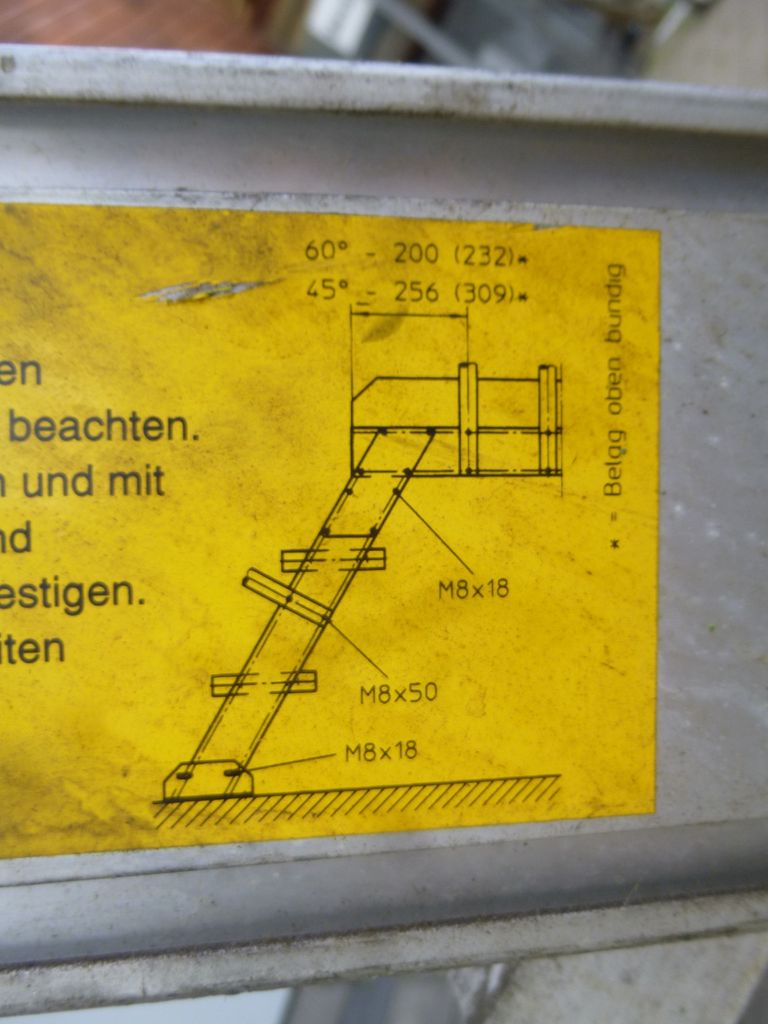 60° - 200 (232)*
45° - 256 (309)*
en
beachten.
und mit
nd
estigen.
iten
* = Belag oben bündig
M8x18
M8x50
M8x18